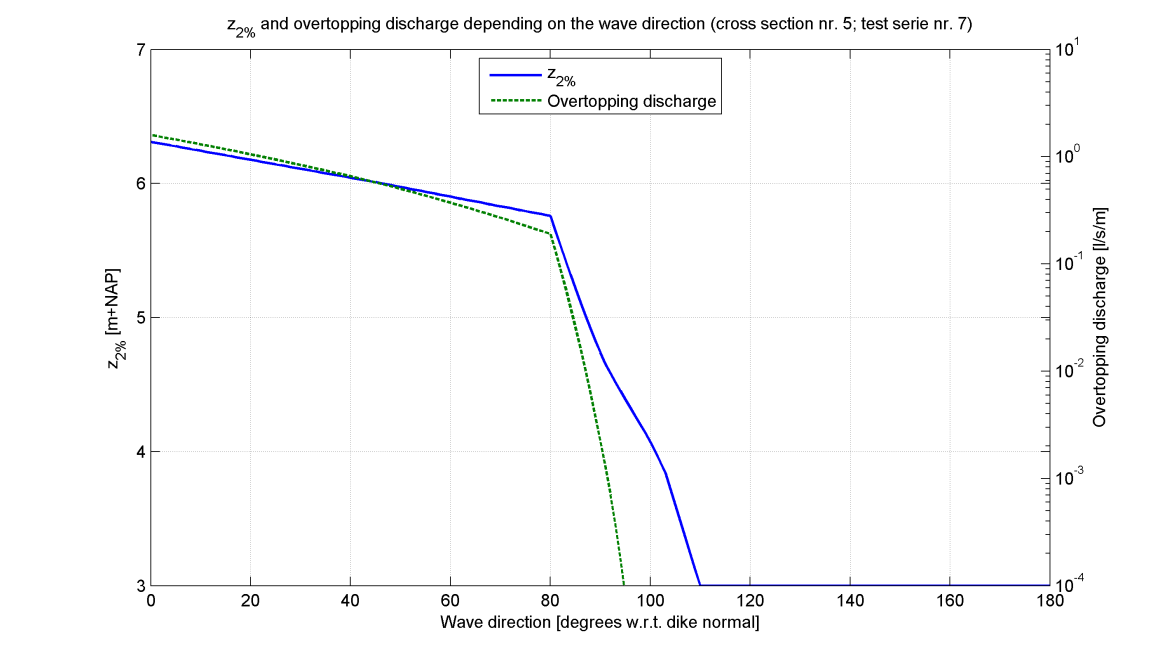 z2% and overtopping discharge depending on the wave direction (cross section nr. 5; test serie nr. 7)
z2%
Overtopping discharge
7
6
5
4
3
z2% [m+NAP]
10^1
10^0
10^-1
10^-2
10^-3
10^-4
Overtopping discharge [l/s/m]
0 20 40 60 80 100 120 140 160 180
Wave direction [degrees w.r.t. dike normal]